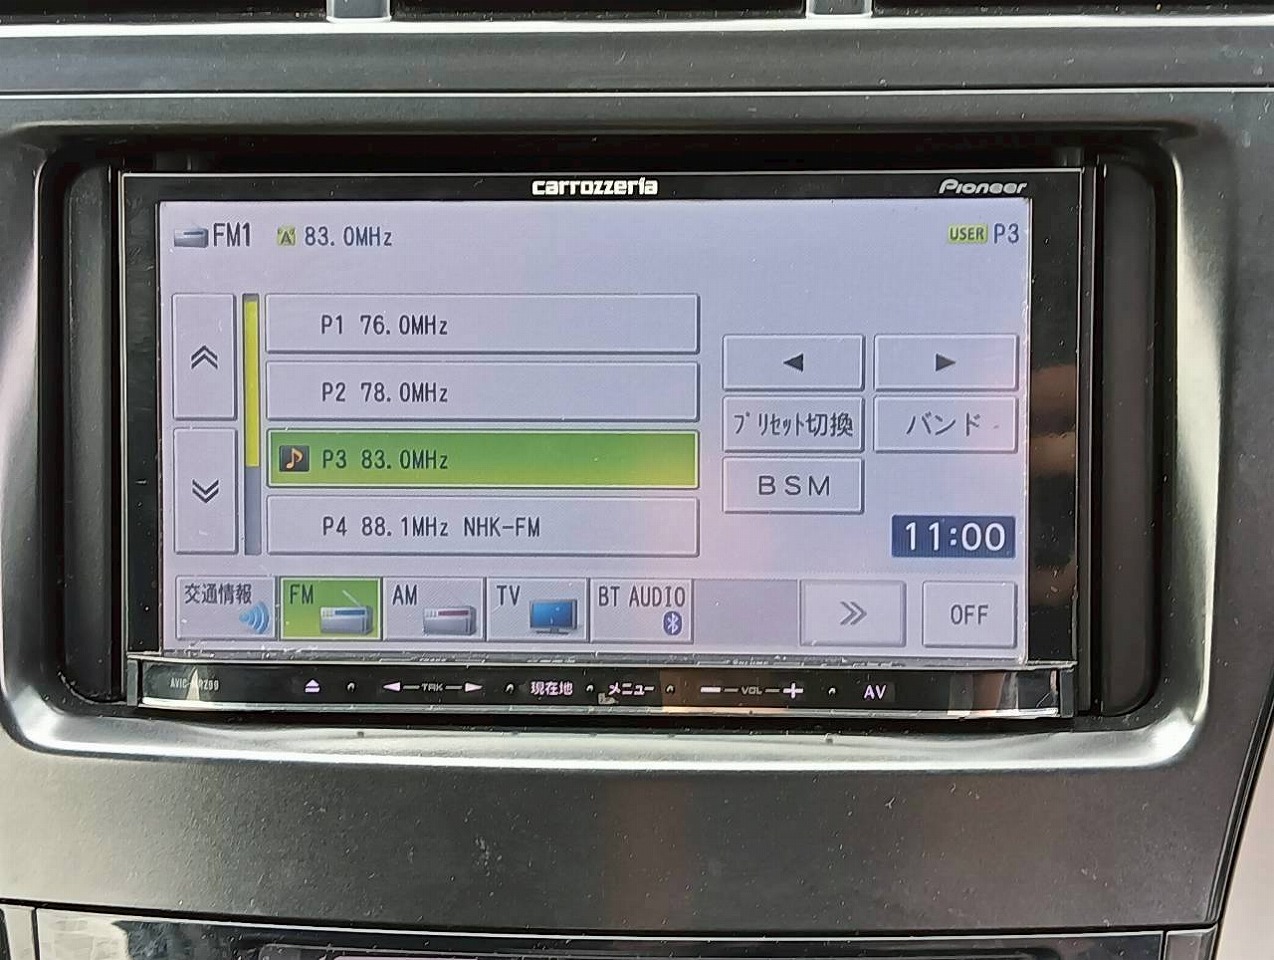 carrozzeria Pioneer
FM1 83.0MHz USER P3
P1 76.0MHz
P2 78.0MHz
P3 83.0MHz
P4 88.1MHz NHK-FM
プリセット切換 バンド
BSM
11:00
交通情報 FM AM TV BT AUDIO OFF
TRK 現在地 メニュー VOL AV